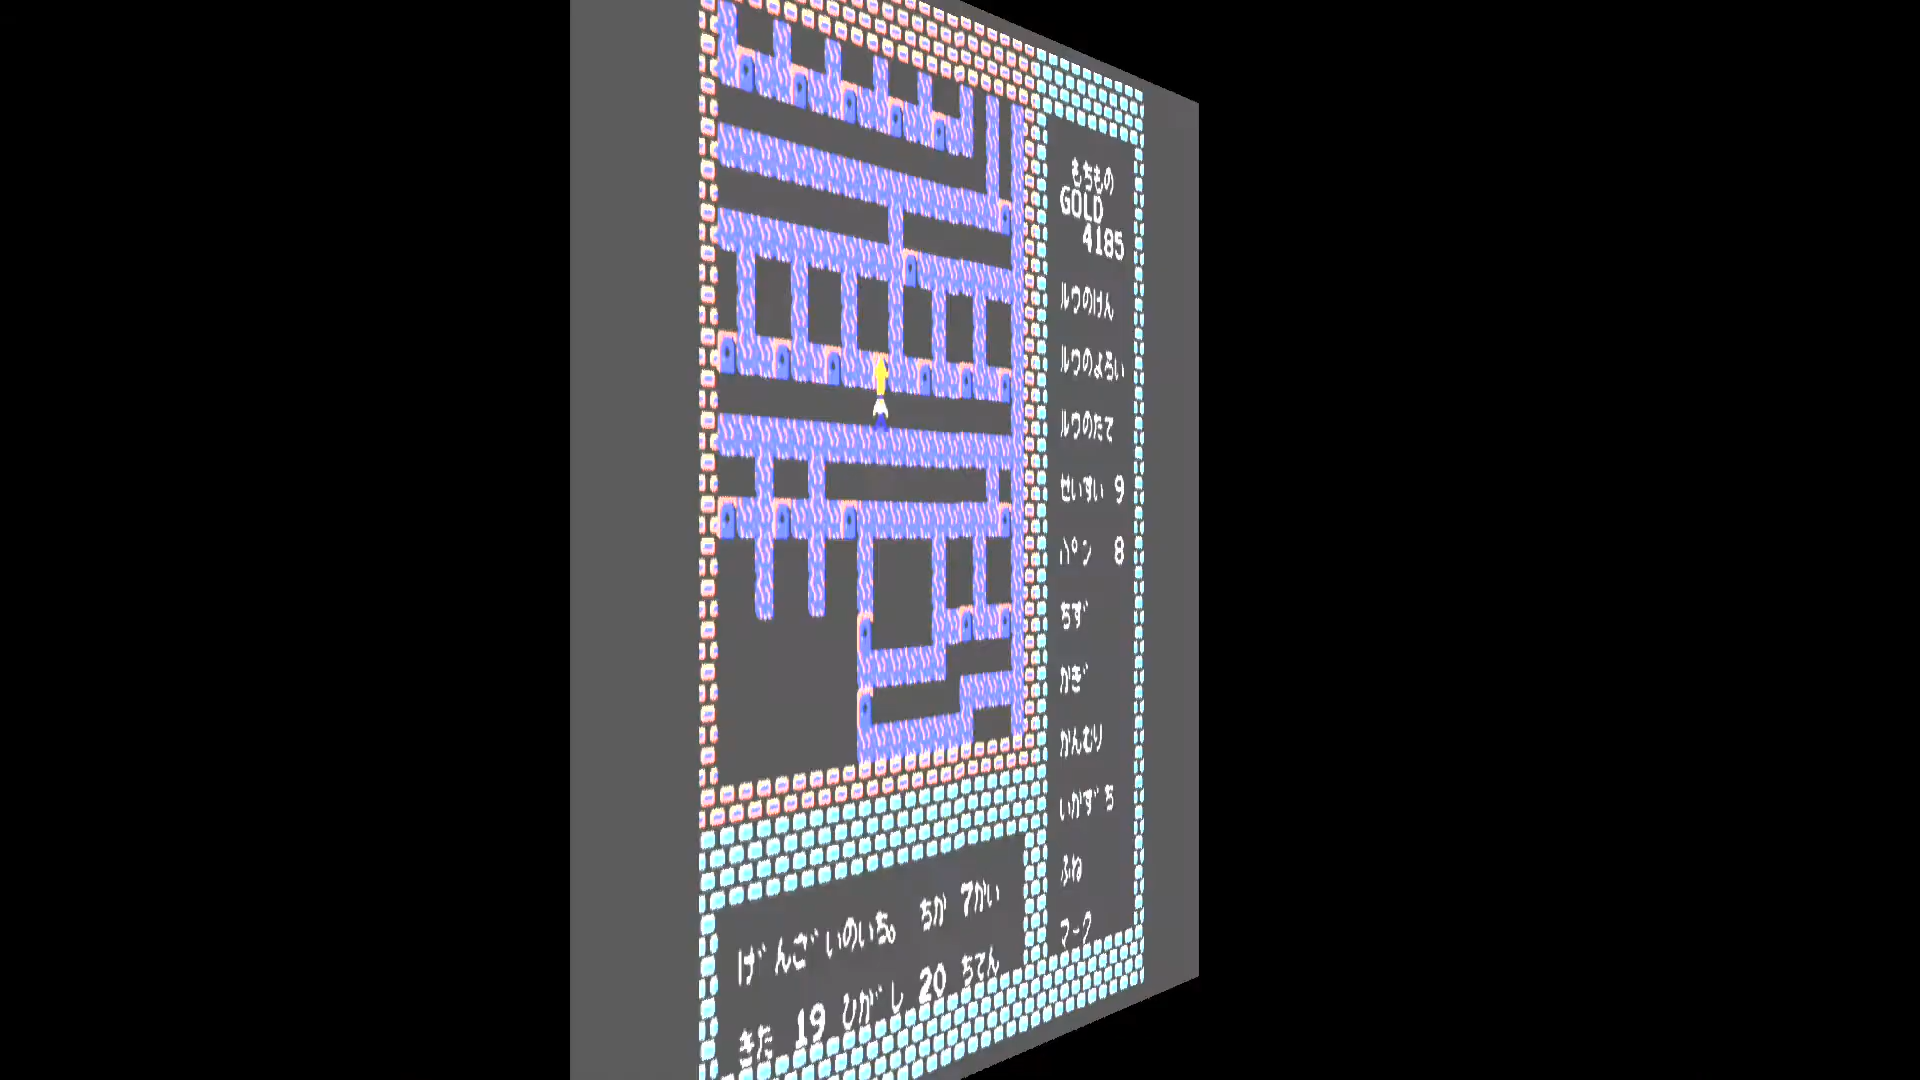 もちもの
GOLD
4185
ルウのけん
ルウのよろい
ルウのたて
せいすい 9
パン 8
ちず
かぎ
かんむり
いかずち
ふね
マーク
げんざいのいち。 ちか 7かい
きた 19 ひがし 20 ちてん